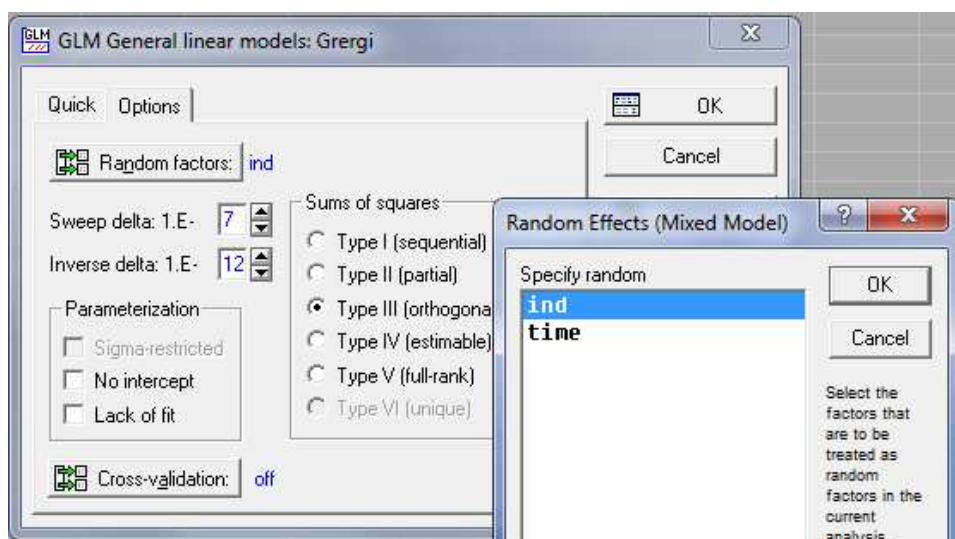 GLM
GLM General linear models: Grergi
Quick
Options
OK
Cancel
Random factors:
ind
Sweep delta: 1.E-
7
Inverse delta: 1.E-
12
Parameterization
Sigma-restricted
No intercept
Lack of fit
Cross-validation:
off
Sums of squares
Type I (sequential)
Type II (partial)
Type III (orthogona
Type IV (estimable)
Type V (full-rank)
Type VI (unique)
Random Effects (Mixed Model)
?
Specify random
ind
time
OK
Cancel
Select the
factors that
are to be
treated as
random
factors in the
current
analysis